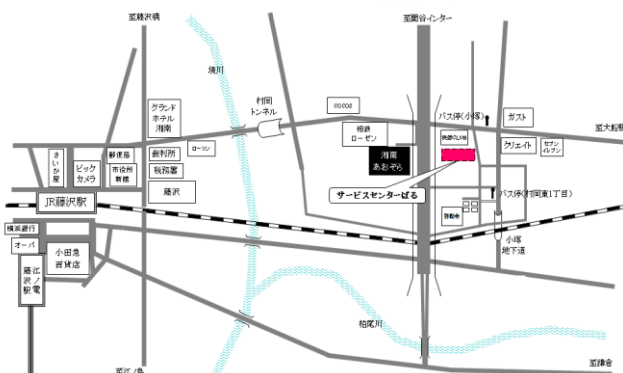 至藤沢橋
至関谷インター
境川
グランド
ホテル
湘南
村岡
トンネル
cocos
相鉄
ローゼン
バス停(小塚)
ガスト
至大船駅
さいか屋
ビック
カメラ
郵便局
市役所
新館
裁判所
税務署
藤沢
ローソン
湘南
あおぞら
クリエイト
セブン
イレブン
サービスセンターぱる
バス停(村岡東1丁目)
JR藤沢駅
横浜銀行
オーパ
小田急
百貨店
江ノ電
藤沢駅
小塚
地下道
柏尾川
至江ノ島
至鎌倉